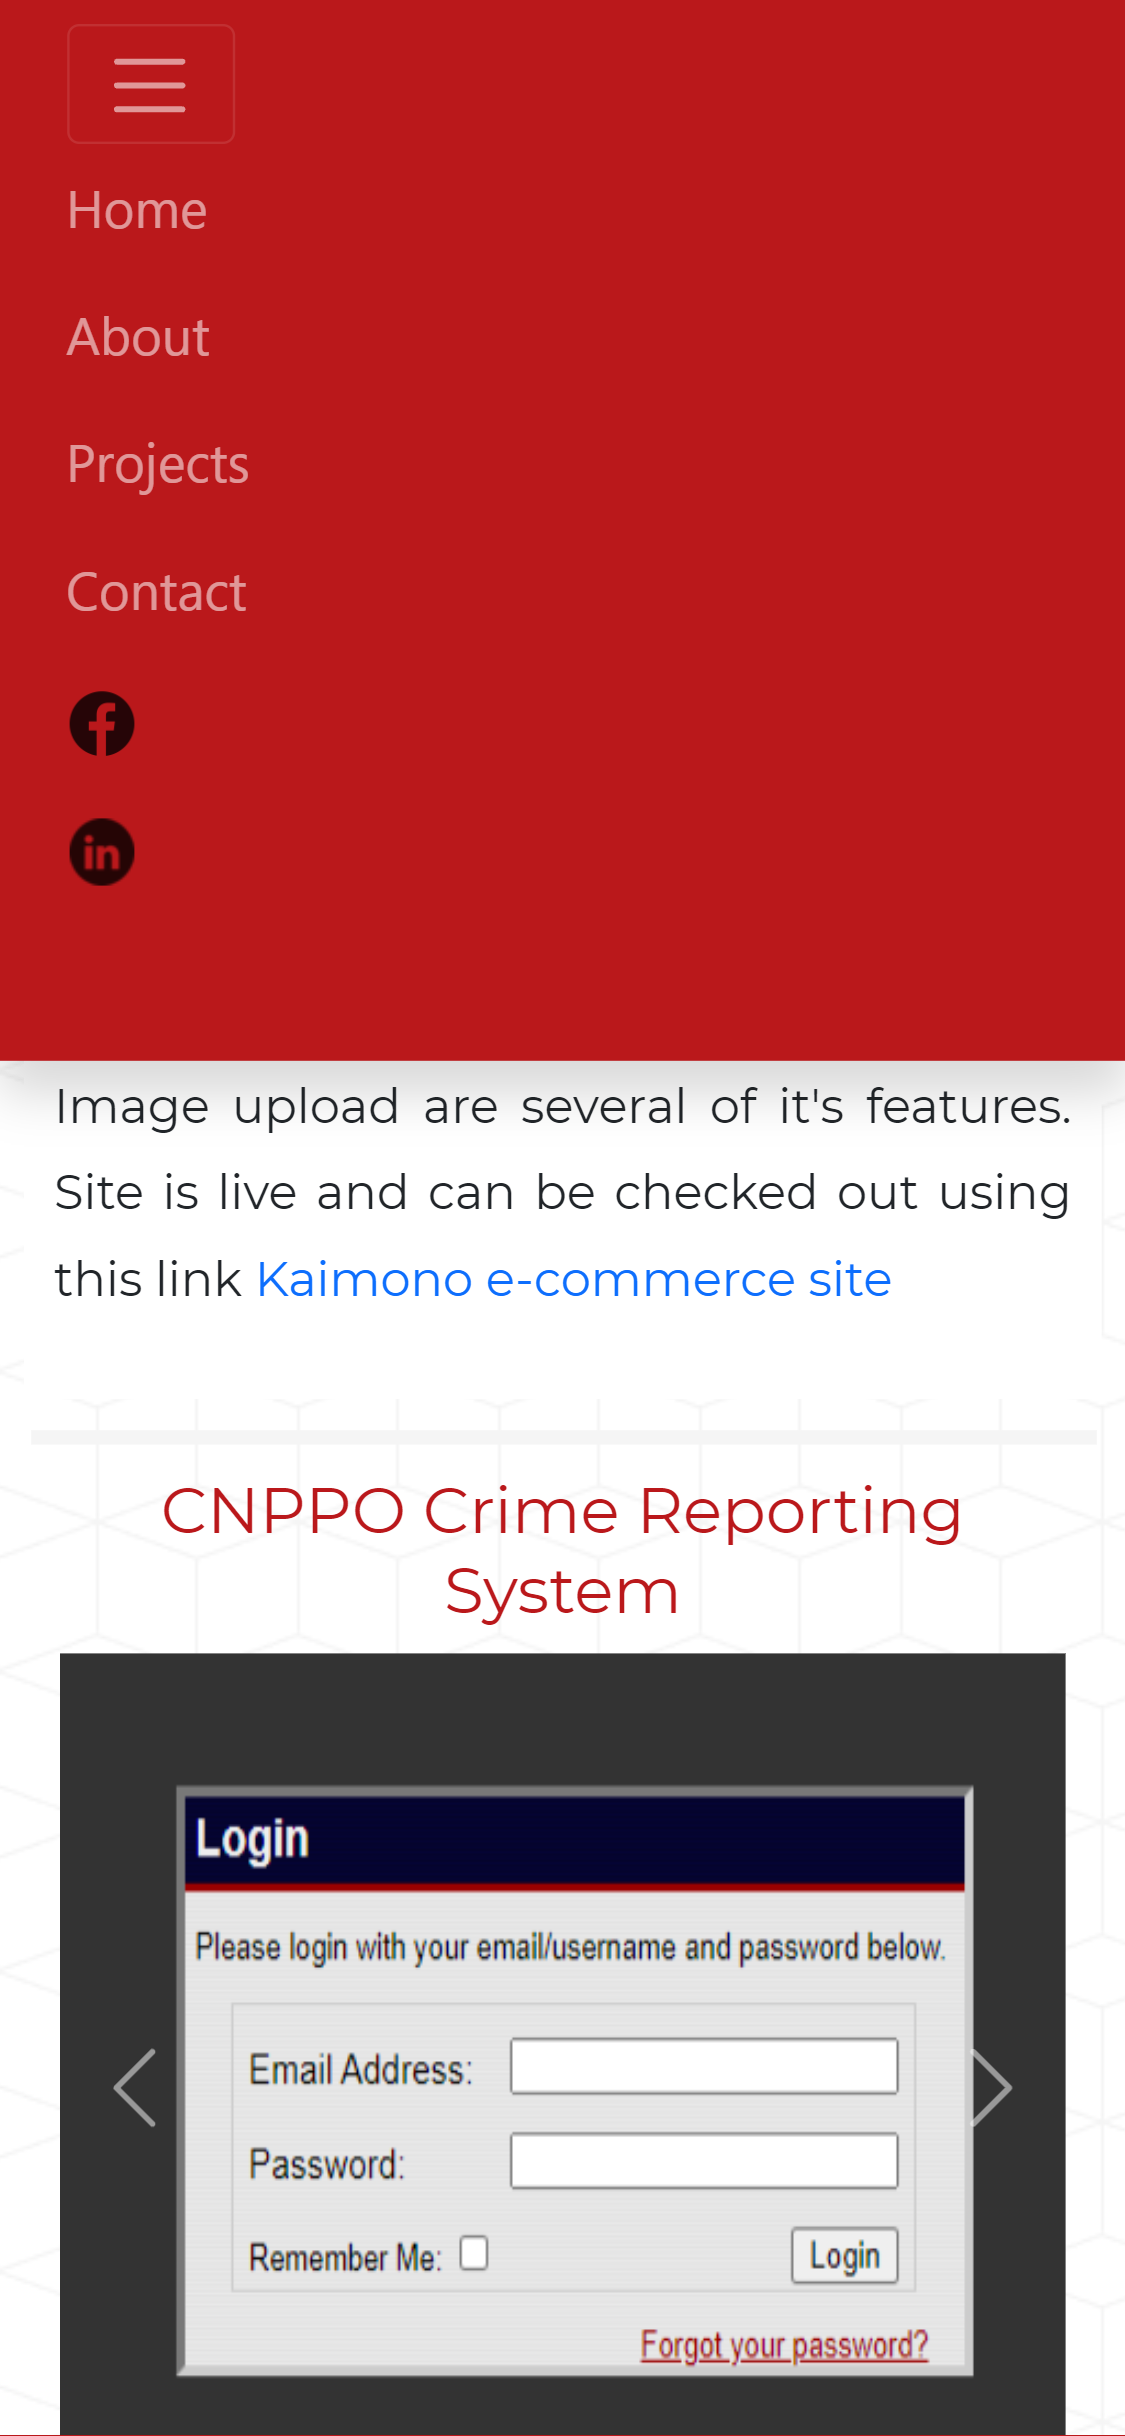 Home
About
Projects
Contact
in
Image upload are several of it's features.
Site is live and can be checked out using
this link Kaimono e-commerce site
CNPPO Crime Reporting
System
Login
Please login with your email/username and password below.
Email Address:
Password:
Remember Me:
Login
Forgot your password?